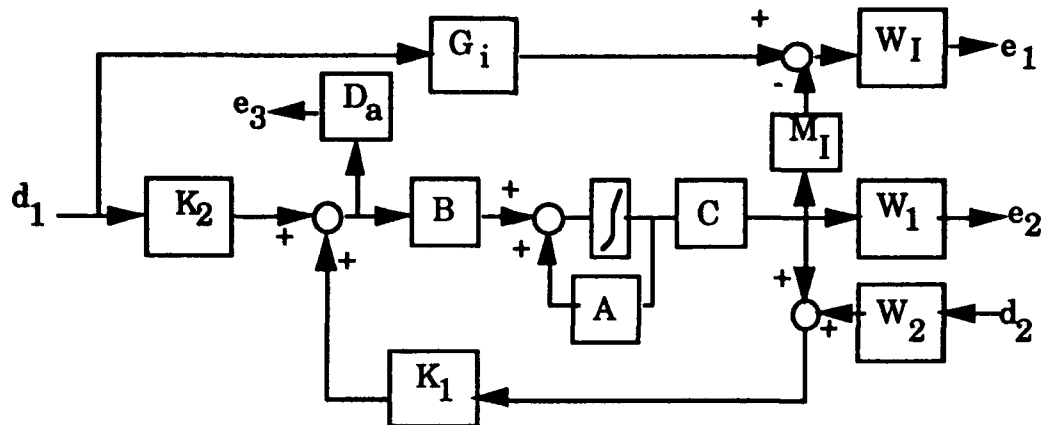 + G_i W_I e_1
-
e_3 D_a M_I
d_1 K_2 + B + ∫ C W_1 e_2
+ + +
A + W_2 d_2
+
K_1